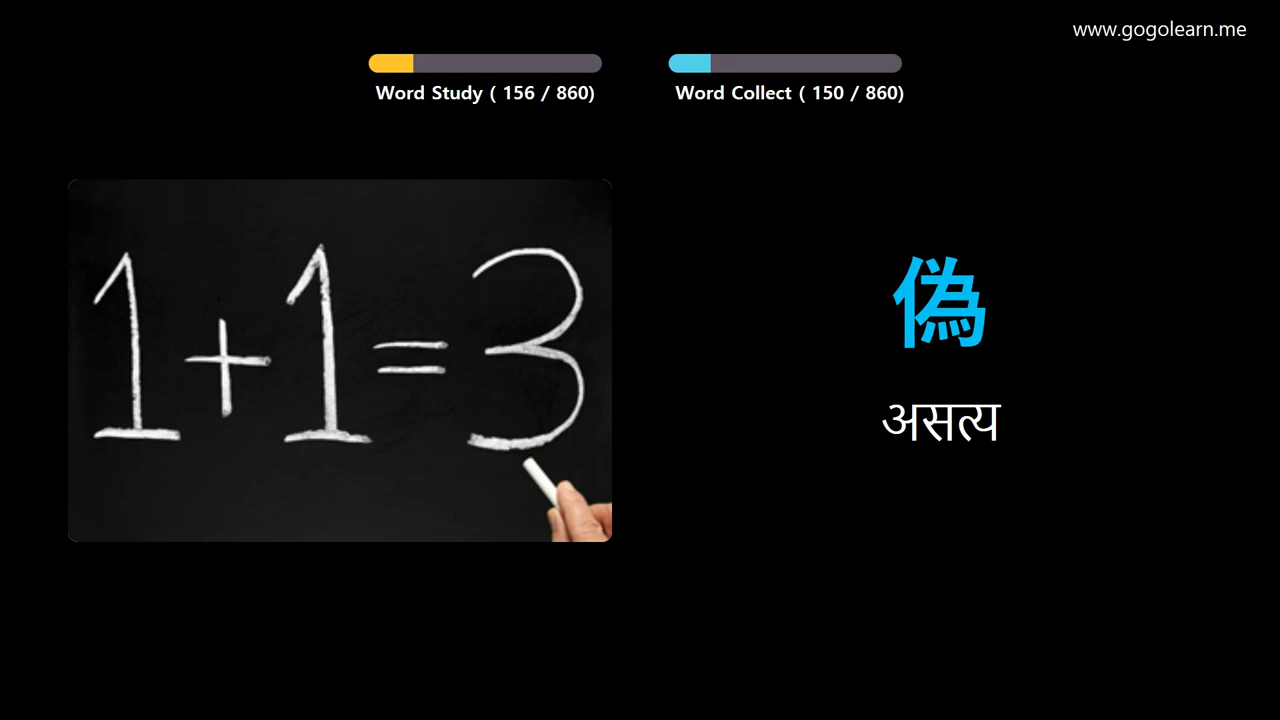 www.gogolearn.me
Word Study ( 156 / 860)
Word Collect ( 150 / 860)
1+1=3
偽
असत्य